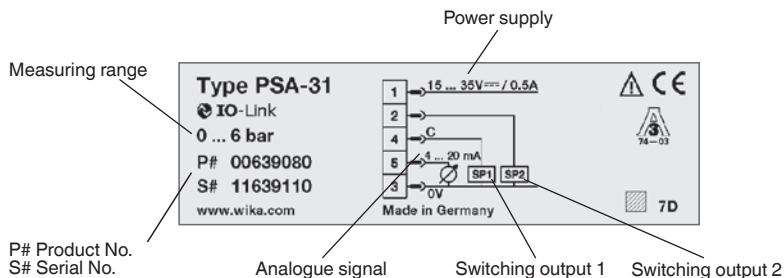 Power supply
Measuring range
Type PSA-31
IO-Link
0 ... 6 bar
P# 00639080
S# 11639110
www.wika.com
1 15 ... 35V⎓ / 0.5A
2
4 C
5 4 ... 20 mA
3 0V
SP1 SP2
Made in Germany
CE
3
74-03
7D
P# Product No.
S# Serial No.
Analogue signal
Switching output 1
Switching output 2